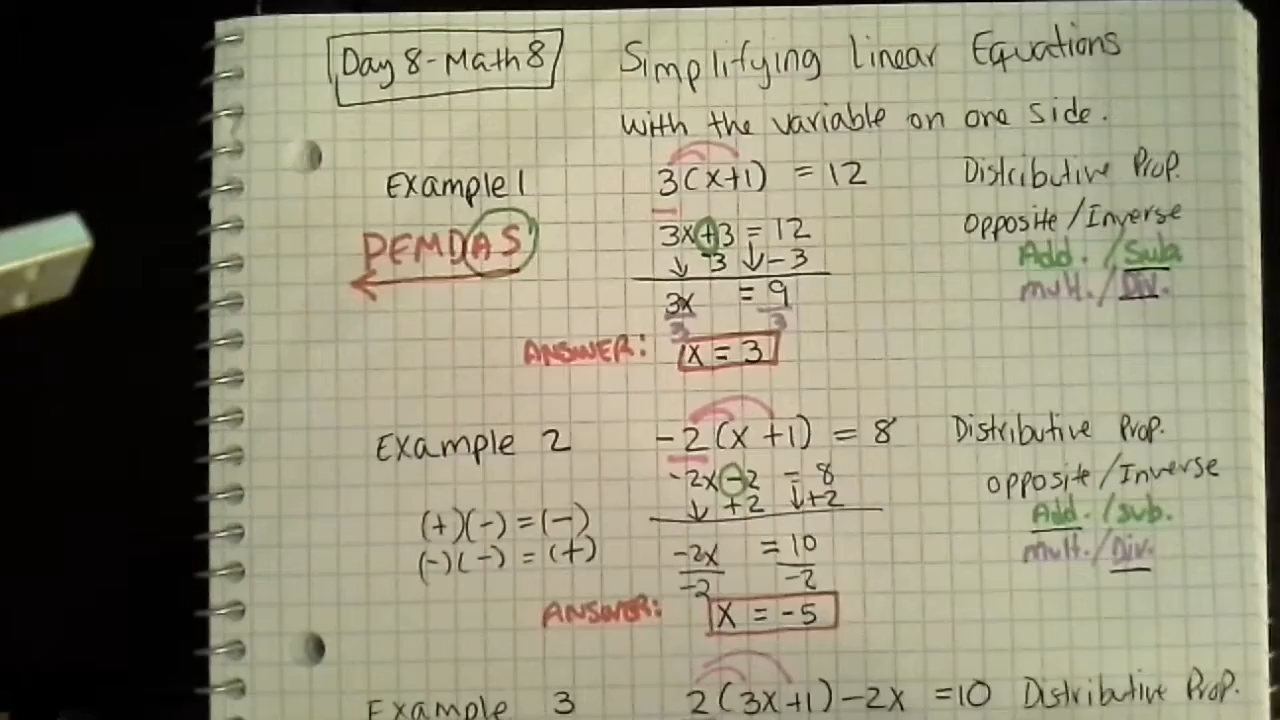 Day 8 - Math 8
Simplifying Linear Equations
with the variable on one side.
Example 1
3(x+1) = 12
Distributive Prop.
PEMDAS
3x+3 = 12
Opposite/Inverse
-3 -3
Add./Sub.
3x = 9
mult./Div.
3 3
ANSWER: x = 3
Example 2
-2(x+1) = 8
Distributive Prop.
-2x-2 = 8
opposite/Inverse
(+)(-) = (-)
+2 +2
Add./sub.
(-)(-) = (+)
-2x = 10
mult./Div.
-2 -2
ANSWER: x = -5
Example 3
2(3x+1)-2x = 10
Distributive Prop.